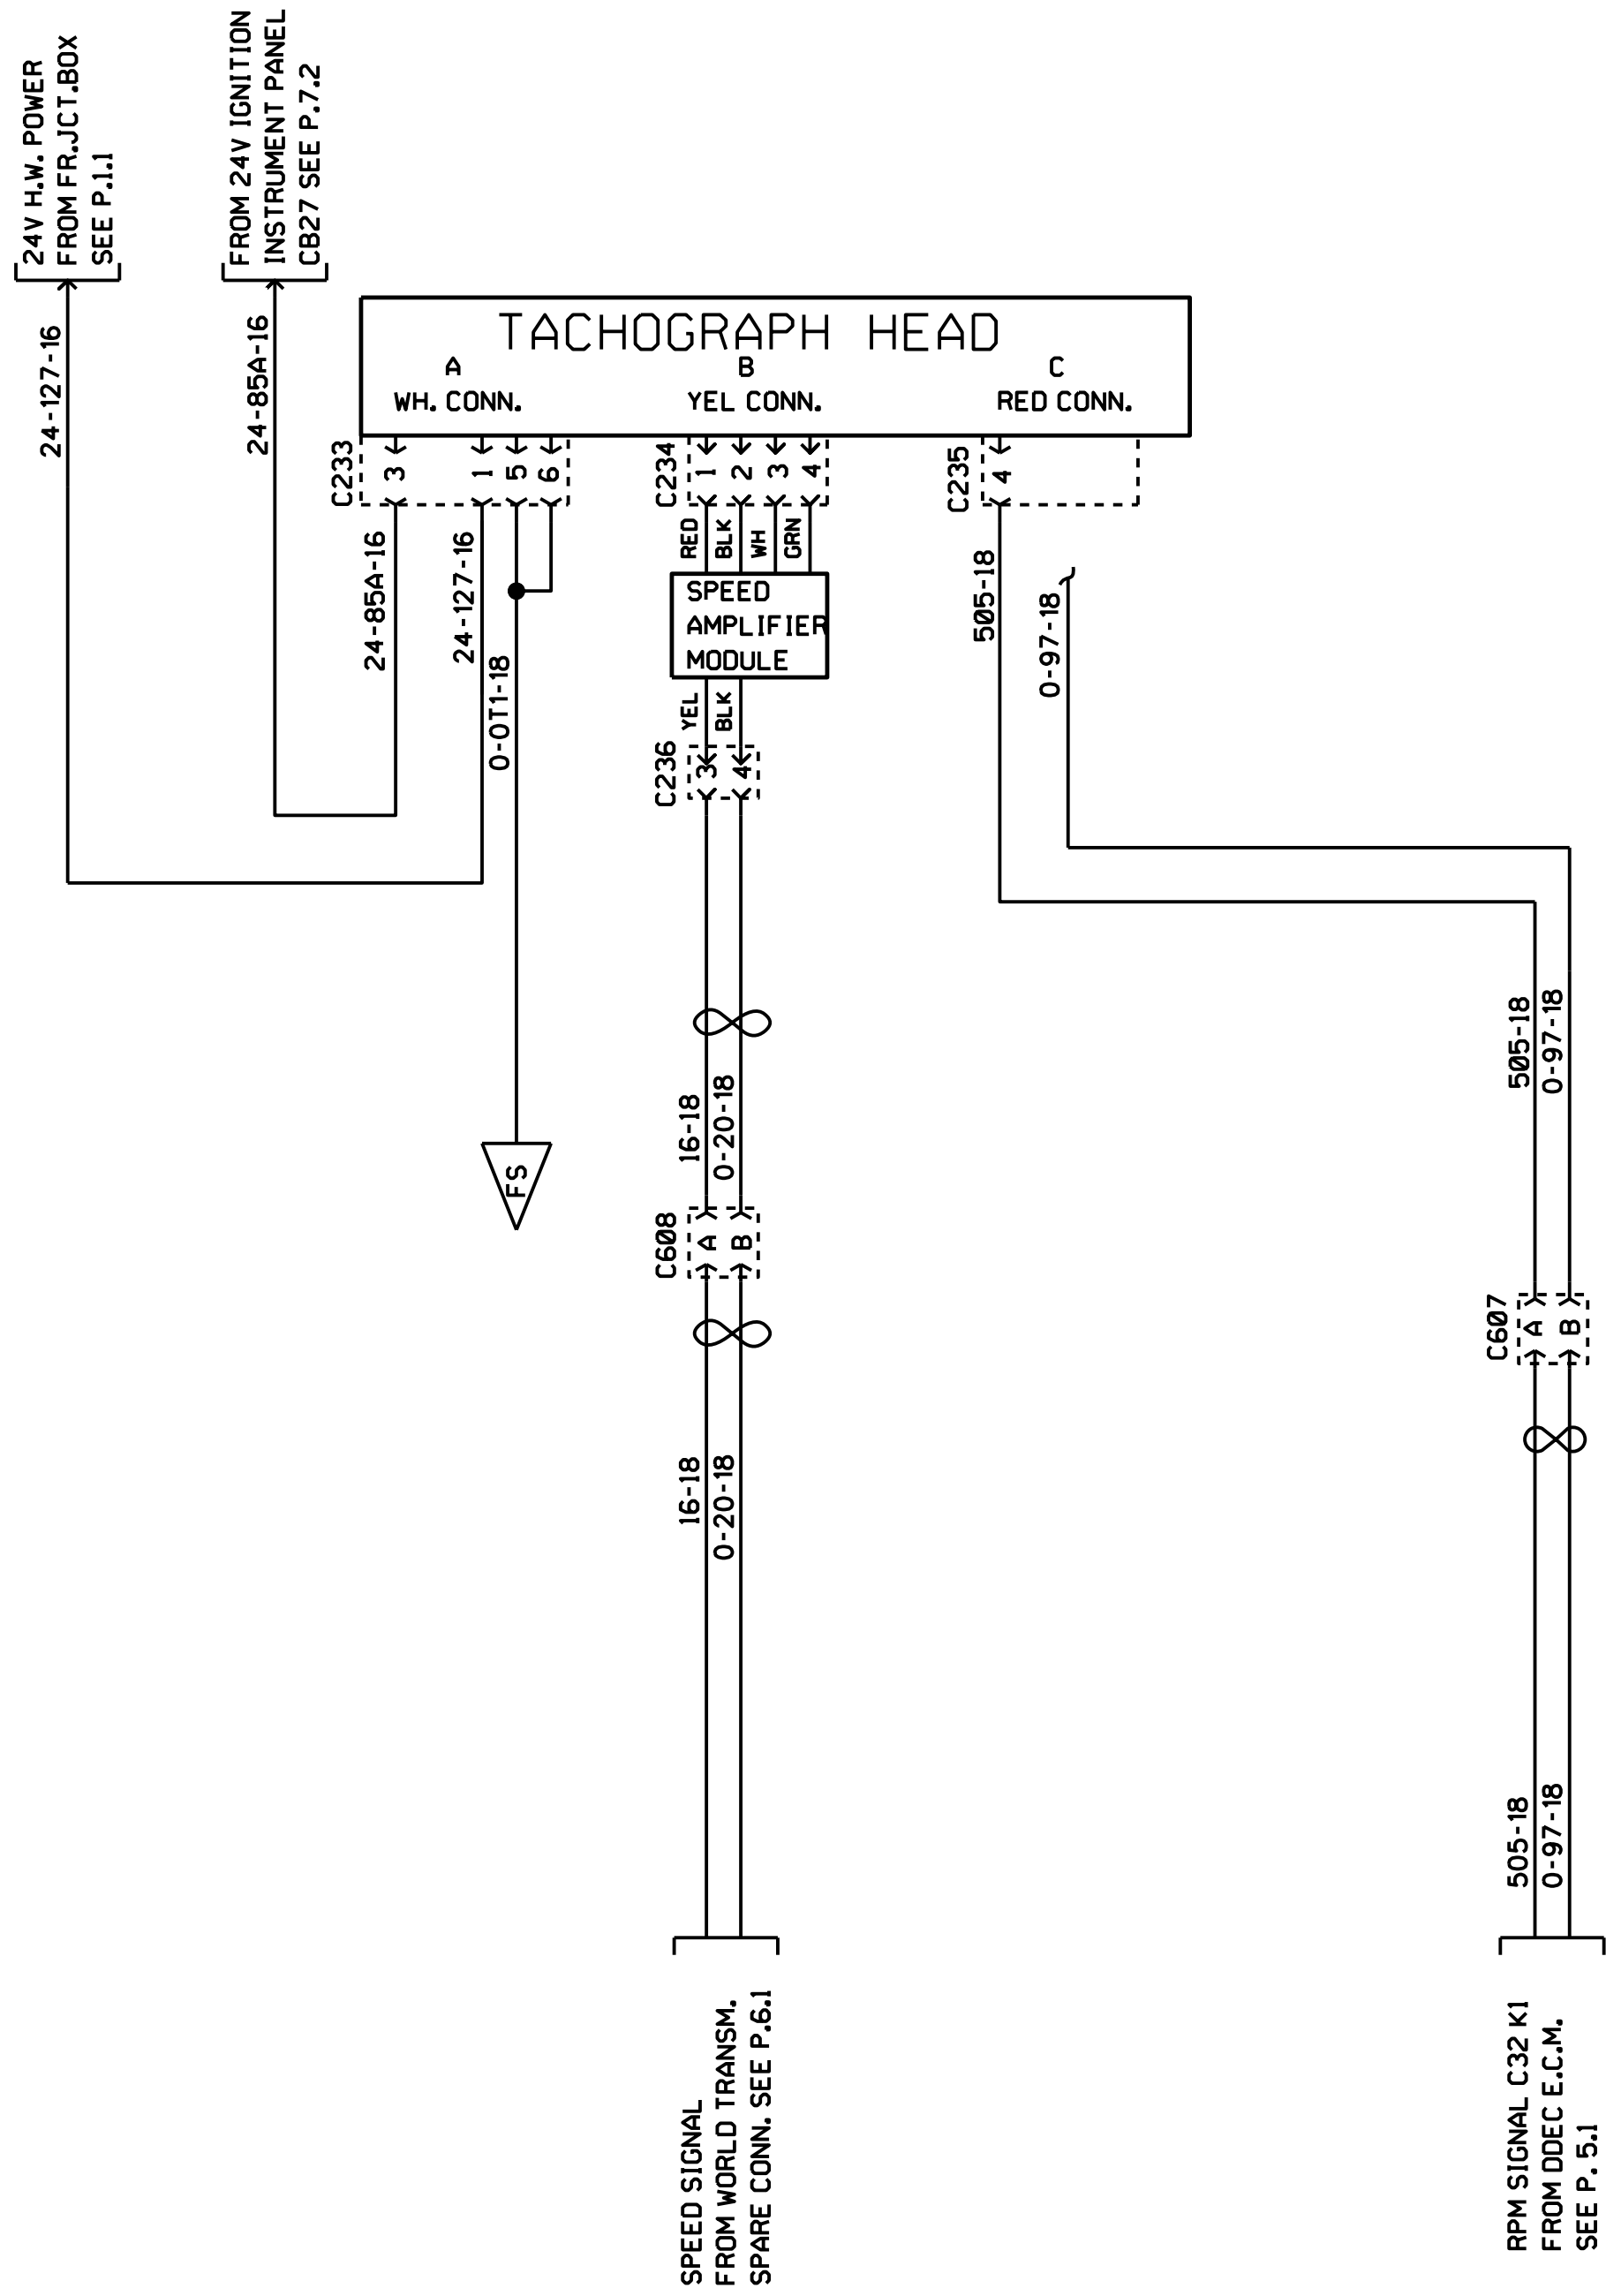 24V H.W. POWER
FROM FR.JCT.BOX
SEE P.1.1
FROM 24V IGNITION
INSTRUMENT PANEL
CB27 SEE P.7.2
24-127-16
24-85A-16
TACHOGRAPH HEAD
A
B
C
WH. CONN.
YEL CONN.
RED CONN.
C233
3
1
5
6
C234
1
2
3
4
C235
4
24-85A-16
24-127-16
0-0T1-18
RED
BLK
WH
GRN
505-18
0-97-18
SPEED
AMPLIFIER
MODULE
YEL
BLK
C236
3
4
16-18
0-20-18
505-18
0-97-18
FS
C608
A
B
C607
A
B
16-18
0-20-18
505-18
0-97-18
SPEED SIGNAL
FROM WORLD TRANSM.
SPARE CONN. SEE P.6.1
RPM SIGNAL C32 K1
FROM DDEC E.C.M.
SEE P. 5.1